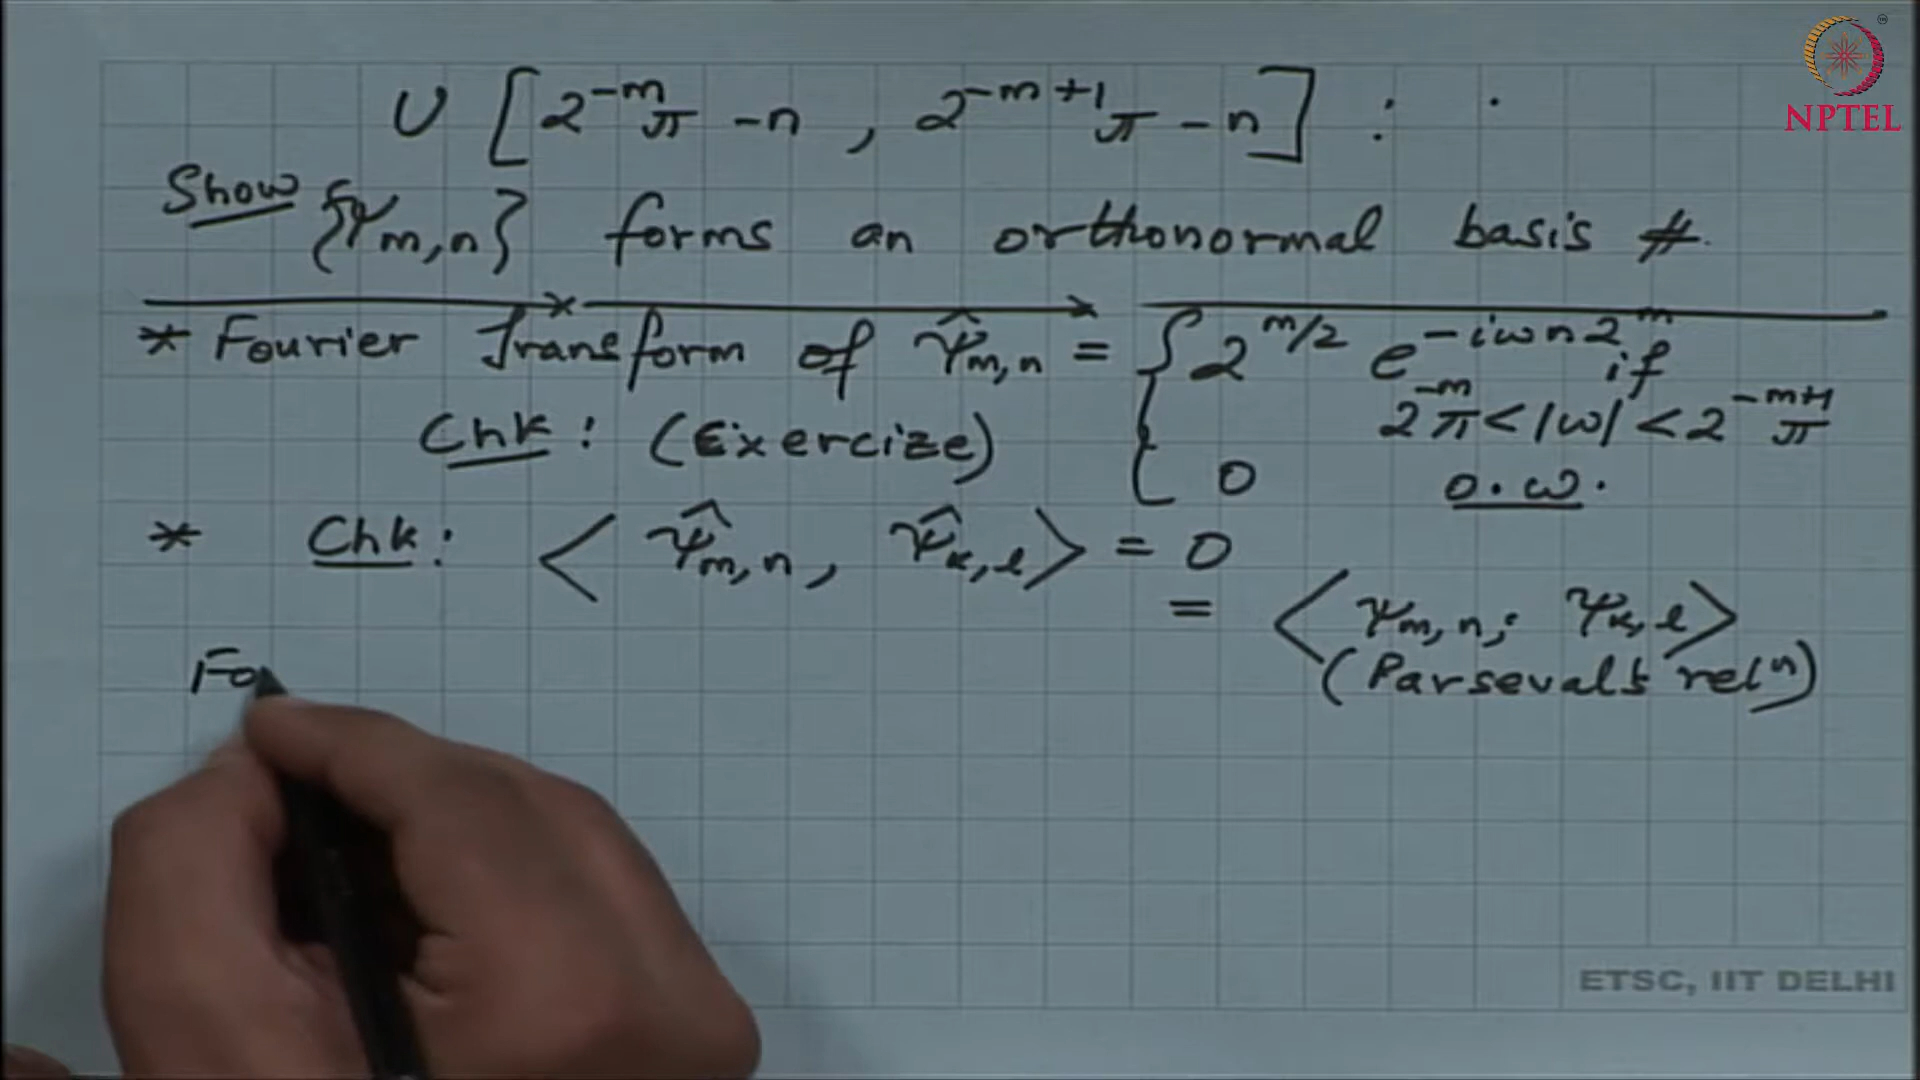 NPTEL
∪ [2^{-m}π - n, 2^{-m+1}π - n] : .
Show {ψ_{m,n}} forms an orthonormal basis #.
* Fourier Transform of ψ̂_{m,n} = { 2^{m/2} e^{-iωn2^m} if
2^{-m}π < |ω| < 2^{-m+1}π
Chk : (Exercize)
0 o.w.
* Chk : < ψ̂_{m,n}, ψ̂_{k,l} > = 0
= < ψ_{m,n}, ψ_{k,l} >
(Parseval's relⁿ)
Fo
ETSC, IIT DELHI